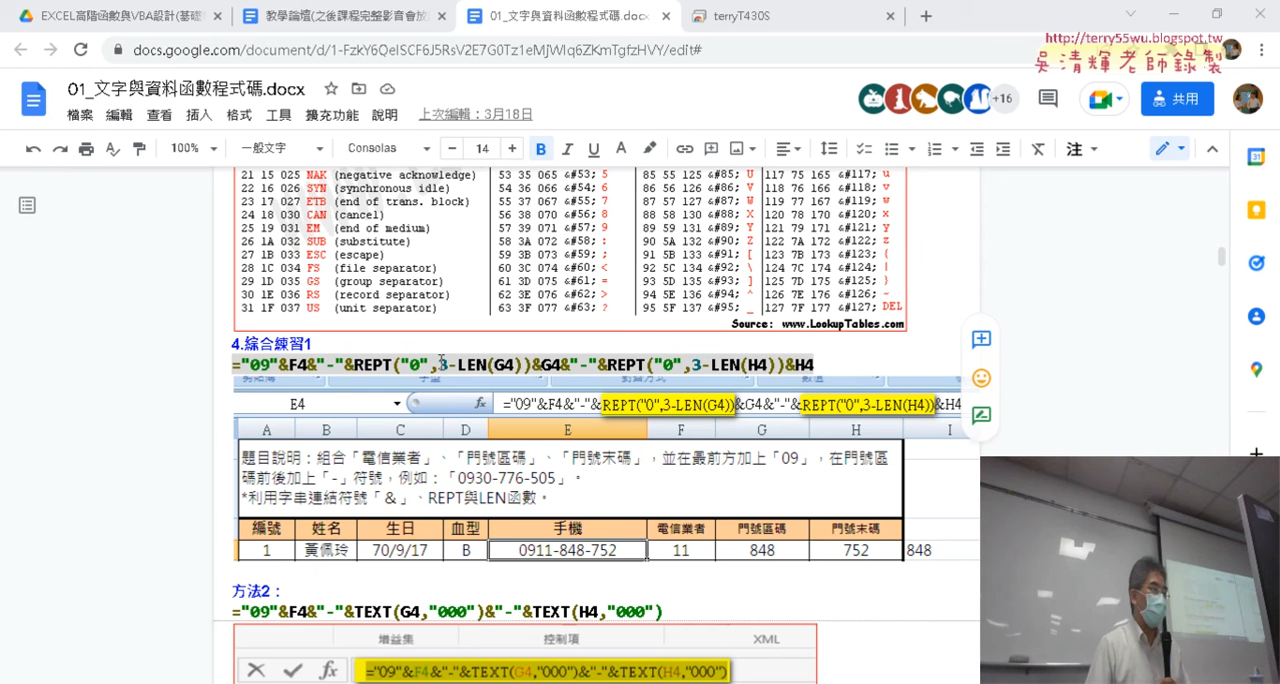 EXCEL高階函數與VBA設計(基礎
教學論壇(之後課程完整影音會放
01_文字與資料函數程式碼.docx
terryT430S
docs.google.com/document/d/1-FzkY6QeISCF6J5RsV2E7G0Tz1eMjWIq6ZKmTgfzHVY/edit#
http://terry55wu.blogspot.tw
吳清輝老師錄製
01_文字與資料函數程式碼.docx
+16
共用
檔案 編輯 查看 插入 格式 工具 擴充功能 說明 上次編輯:3月18日
100% 一般文字 Consolas 14 B I U A 注
21 15 025 NAK (negative acknowledge) 53 35 065 &#53; 5 85 55 125 &#85; U 117 75 165 &#117; u
22 16 026 SYN (synchronous idle) 54 36 066 &#54; 6 86 56 126 &#86; V 118 76 166 &#118; v
23 17 027 ETB (end of trans. block) 55 37 067 &#55; 7 87 57 127 &#87; W 119 77 167 &#119; w
24 18 030 CAN (cancel) 56 38 070 &#56; 8 88 58 130 &#88; X 120 78 170 &#120; x
25 19 031 EM (end of medium) 57 39 071 &#57; 9 89 59 131 &#89; Y 121 79 171 &#121; y
26 1A 032 SUB (substitute) 58 3A 072 &#58; : 90 5A 132 &#90; Z 122 7A 172 &#122; z
27 1B 033 ESC (escape) 59 3B 073 &#59; ; 91 5B 133 &#91; [ 123 7B 173 &#123; {
28 1C 034 FS (file separator) 60 3C 074 &#60; < 92 5C 134 &#92; \ 124 7C 174 &#124; |
29 1D 035 GS (group separator) 61 3D 075 &#61; = 93 5D 135 &#93; ] 125 7D 175 &#125; }
30 1E 036 RS (record separator) 62 3E 076 &#62; > 94 5E 136 &#94; ^ 126 7E 176 &#126; ~
31 1F 037 US (unit separator) 63 3F 077 &#63; ? 95 5F 137 &#95; _ 127 7F 177 &#127; DEL
Source: www.LookupTables.com
4.綜合練習1
="09"&F4&"-"&REPT("0",3-LEN(G4))&G4&"-"&REPT("0",3-LEN(H4))&H4
E4 fx ="09"&F4&"-"&REPT("0",3-LEN(G4))&G4&"-"&REPT("0",3-LEN(H4))&H4
A B C D E F G H I
題目說明:組合「電信業者」、「門號區碼」、「門號末碼」,並在最前方加上「09」,在門號區
碼前後加上「-」符號,例如:「0930-776-505」。
*利用字串連結符號「&」、REPT與LEN函數。
編號 姓名 生日 血型 手機 電信業者 門號區碼 門號末碼
1 黃佩玲 70/9/17 B 0911-848-752 11 848 752 848
方法2:
="09"&F4&"-"&TEXT(G4,"000")&"-"&TEXT(H4,"000")
增益集 控制項 XML
fx ="09"&F4&"-"&TEXT(G4,"000")&"-"&TEXT(H4,"000")